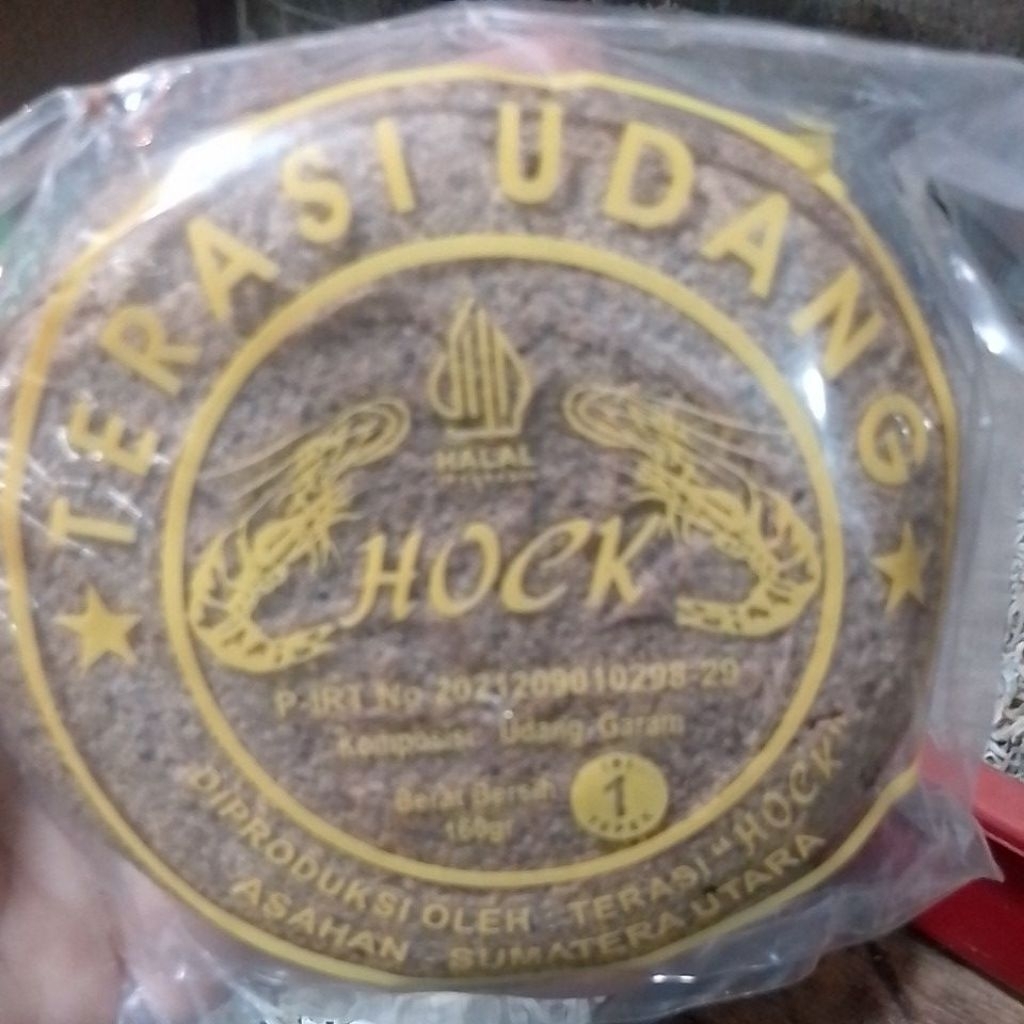 TERASI UDANG
HALAL
HOCK
P-IRT No 2021209010298-29
Komposisi Udang, Garam
Berat Bersih
1
DIPRODUKSI OLEH TERASI "HOCK"
ASAHAN SUMATERA UTARA